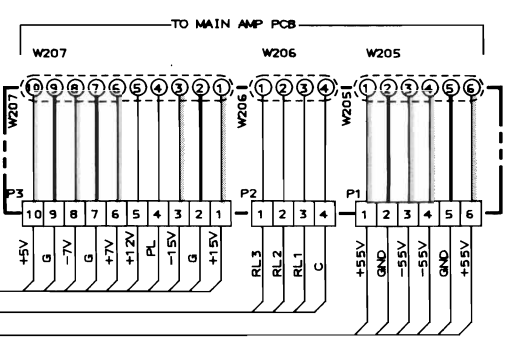 TO MAIN AMP PCB
W207 W206 W205
W207 10 9 8 7 6 5 4 3 2 1 W206 1 2 3 4 W205 1 2 3 4 5 6
P3 P2 P1
10 9 8 7 6 5 4 3 2 1 1 2 3 4 1 2 3 4 5 6
+5V G -7V G +7V +12V PL -15V G +15V RL3 RL2 RL1 C +55V GND -55V -55V GND +55V